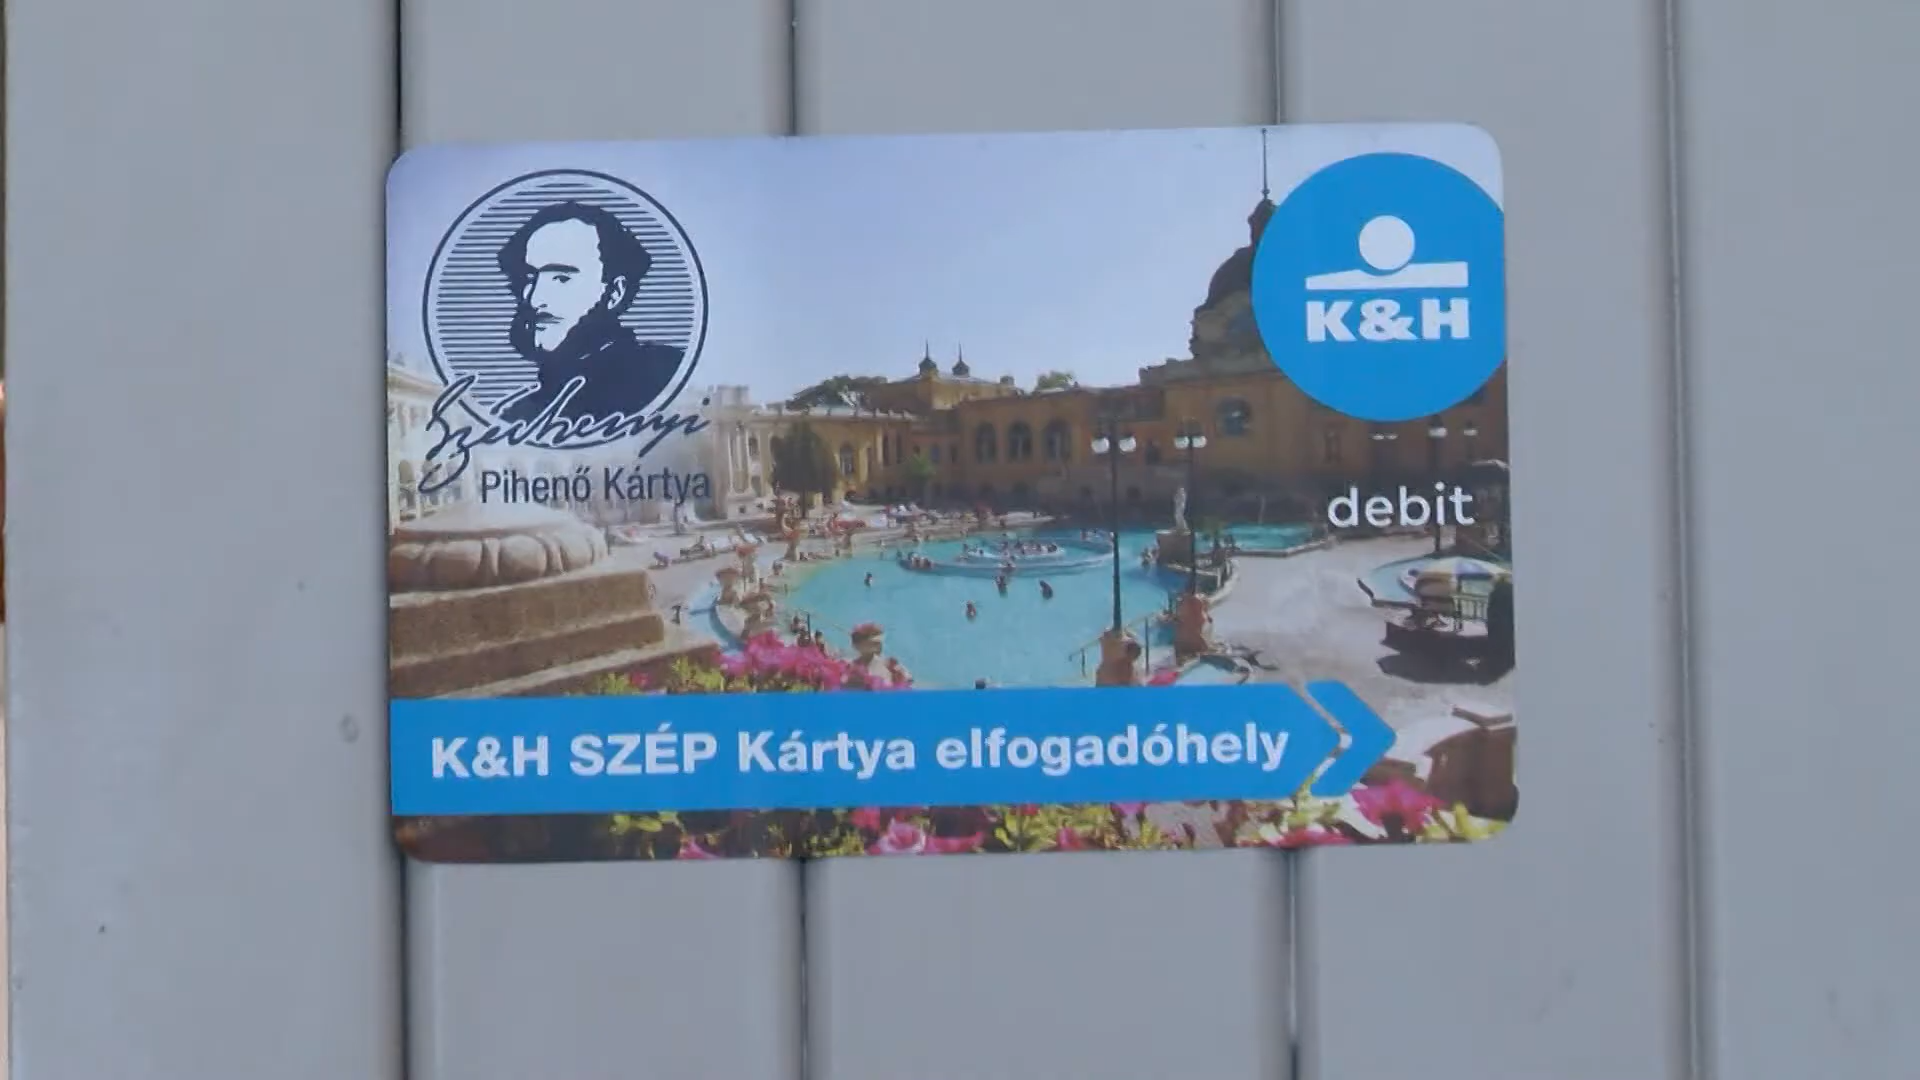 K&H
Széchenyi
Pihenő Kártya
debit
K&H SZÉP Kártya elfogadóhely